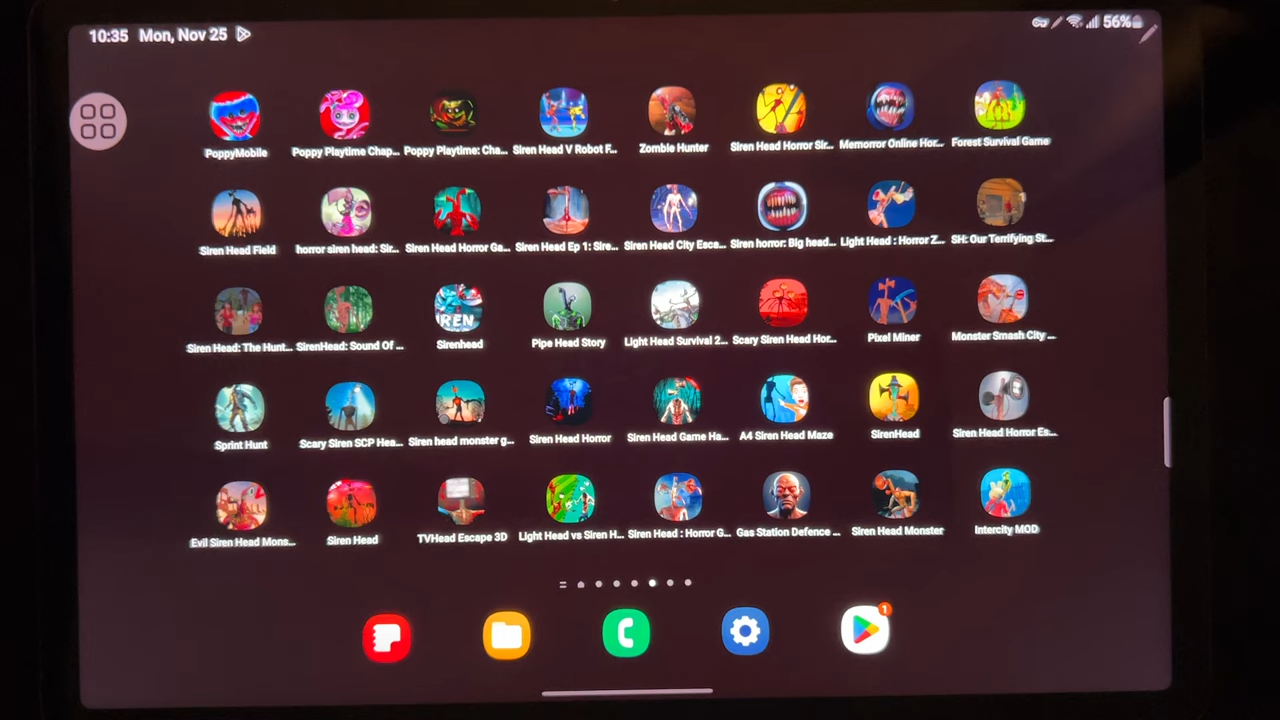 10:35 Mon, Nov 25 56%
PoppyMobile
Poppy Playtime Chap...
Poppy Playtime: Cha...
Siren Head V Robot F...
Zombie Hunter
Siren Head Horror Sir...
Memorror Online Hor...
Forest Survival Game
Siren Head Field
horror siren head: Sir...
Siren Head Horror Ga...
Siren Head Ep 1: Sire...
Siren Head City Esca...
Siren horror: Big head...
Light Head : Horror Z...
SH: Our Terrifying St...
Siren Head: The Hunt...
SirenHead: Sound Of ...
Sirenhead
Pipe Head Story
Light Head Survival 2...
Scary Siren Head Hor...
Pixel Miner
Monster Smash City ...
Sprint Hunt
Scary Siren SCP Hea...
Siren head monster g...
Siren Head Horror
Siren Head Game Ha...
A4 Siren Head Maze
SirenHead
Siren Head Horror Es...
Evil Siren Head Mons...
Siren Head
TVHead Escape 3D
Light Head vs Siren H...
Siren Head : Horror G...
Gas Station Defence ...
Siren Head Monster
Intercity MOD
REN
1